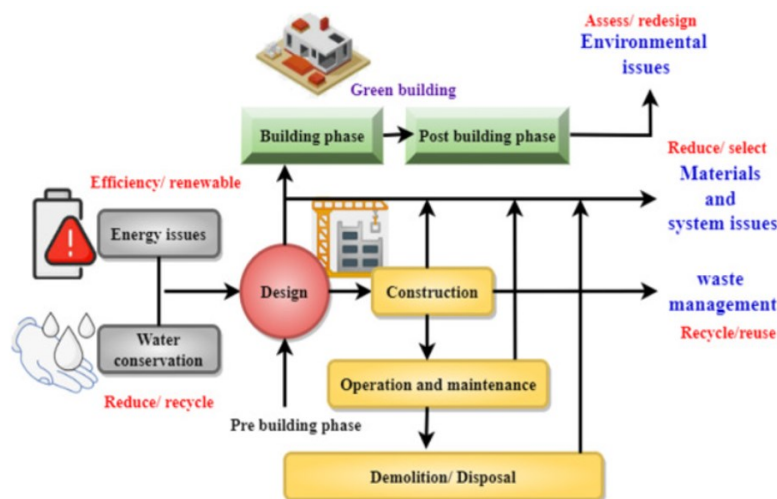 Assess/ redesign
Environmental
issues
Green building
Building phase
Post building phase
Reduce/ select
Materials
and
system issues
Efficiency/ renewable
Energy issues
Design
Construction
waste
management
Recycle/reuse
Water
conservation
Reduce/ recycle
Pre building phase
Operation and maintenance
Demolition/ Disposal